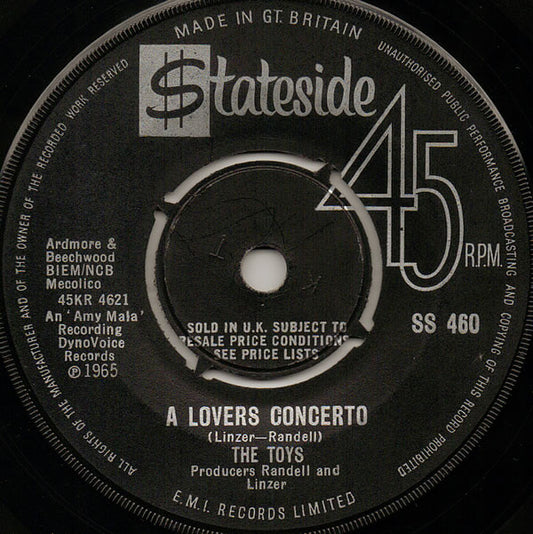 MADE IN GT. BRITAIN
UNAUTHORISED PUBLIC PERFORMANCE BROADCASTING AND COPYING OF THIS RECORD PROHIBITED
ALL RIGHTS OF THE MANUFACTURER AND OF THE OWNER OF THE RECORDED WORK RESERVED
$tateside
45
R.P.M.
Ardmore &
Beechwood
BIEM/NCB
Mecolico
45KR 4621
An 'Amy Mala'
Recording
DynoVoice
Records
℗ 1965
SOLD IN U.K. SUBJECT TO
RESALE PRICE CONDITIONS,
SEE PRICE LISTS
SS 460
A LOVERS CONCERTO
(Linzer—Randell)
THE TOYS
Producers Randell and
Linzer
E.M.I. RECORDS LIMITED